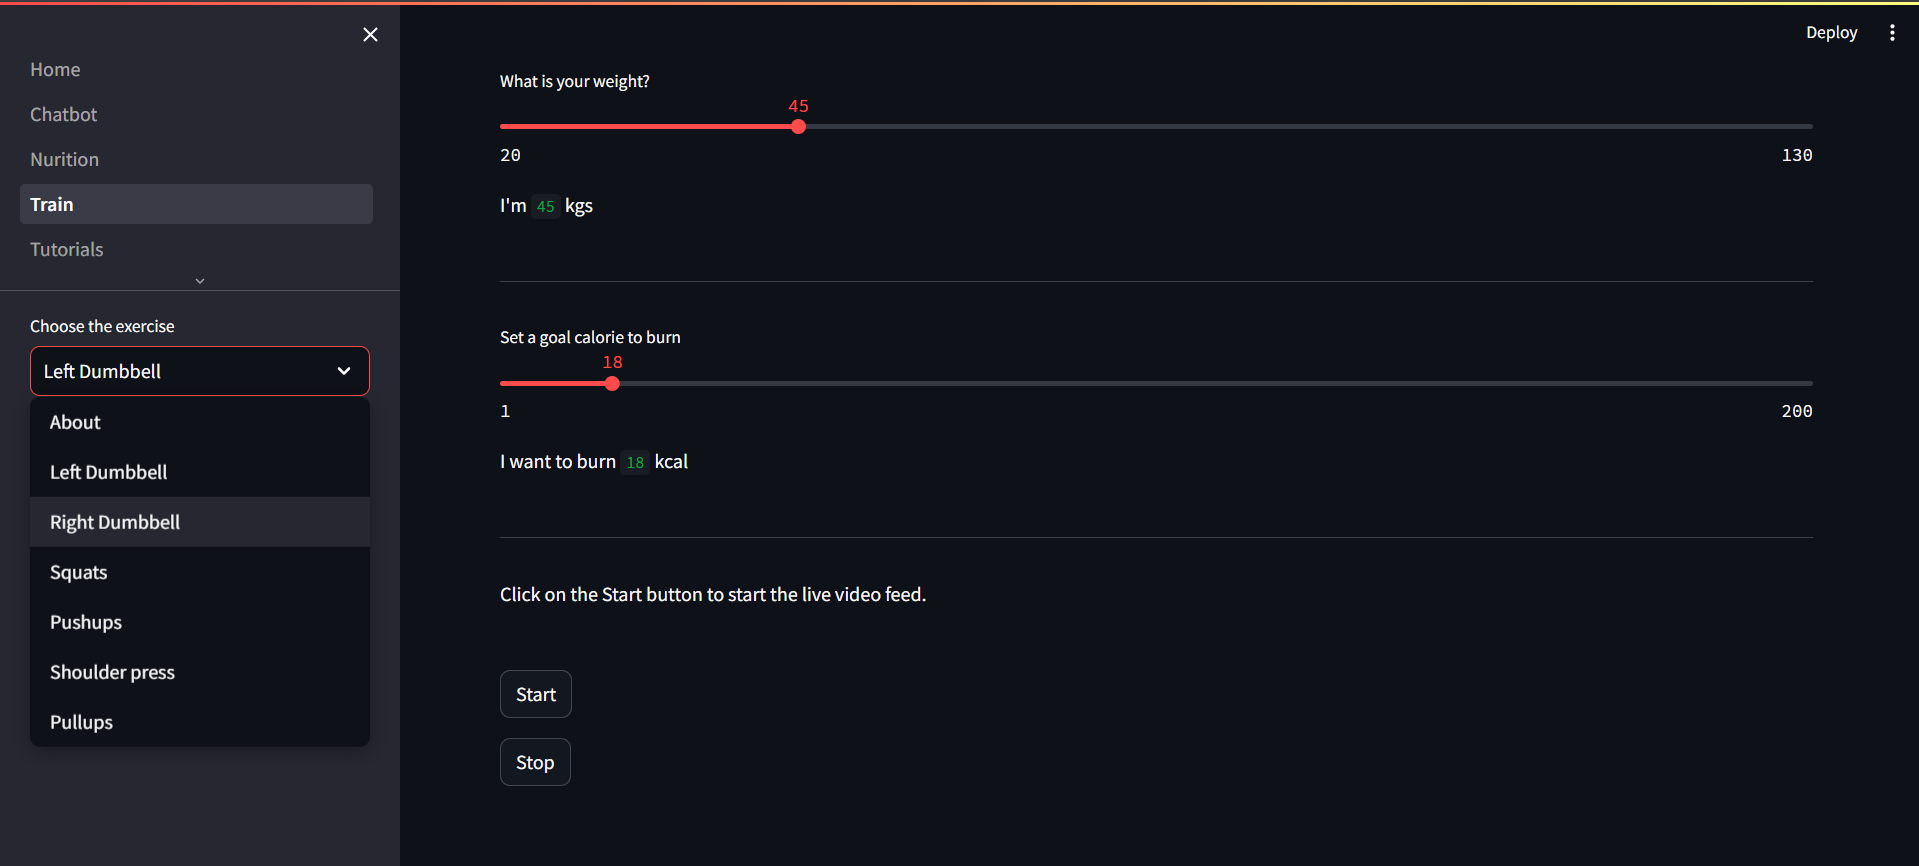 Home
Chatbot
Nurition
Train
Tutorials
Choose the exercise
Left Dumbbell
About
Left Dumbbell
Right Dumbbell
Squats
Pushups
Shoulder press
Pullups
Deploy
What is your weight?
45
20 130
I'm 45 kgs
Set a goal calorie to burn
18
1 200
I want to burn 18 kcal
Click on the Start button to start the live video feed.
Start
Stop